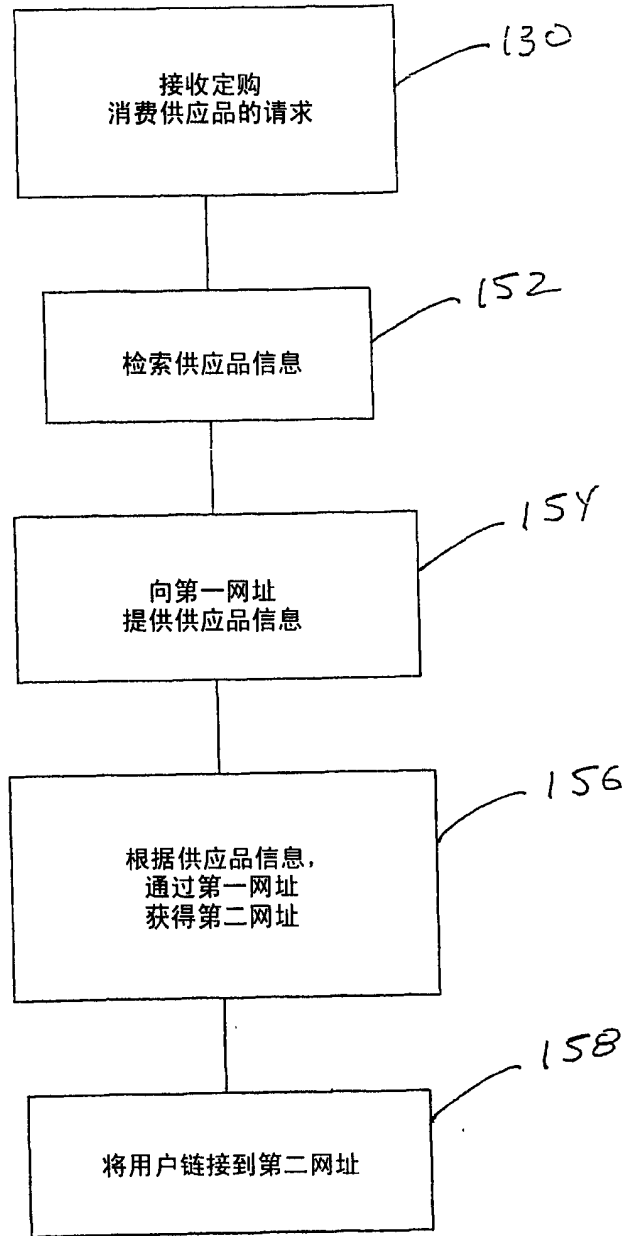 接收定购
消费供应品的请求
130
检索供应品信息
152
向第一网址
提供供应品信息
154
根据供应品信息，
通过第一网址
获得第二网址
156
将用户链接到第二网址
158